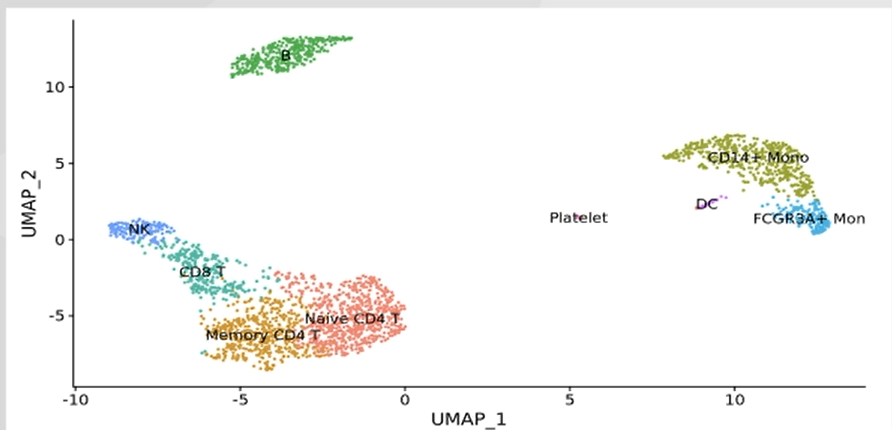 B
10
CD14+ Mono
5
DC
Platelet
FCGR3A+ Mon
NK
0
CD8 T
Naive CD4 T
-5
Memory CD4 T
UMAP_2
-10
-5
0
5
10
UMAP_1